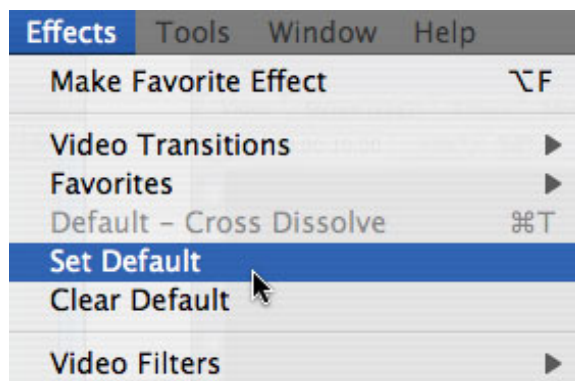 Effects Tools Window Help
Make Favorite Effect ⌥F
Video Transitions
Favorites
Default – Cross Dissolve ⌘T
Set Default
Clear Default
Video Filters